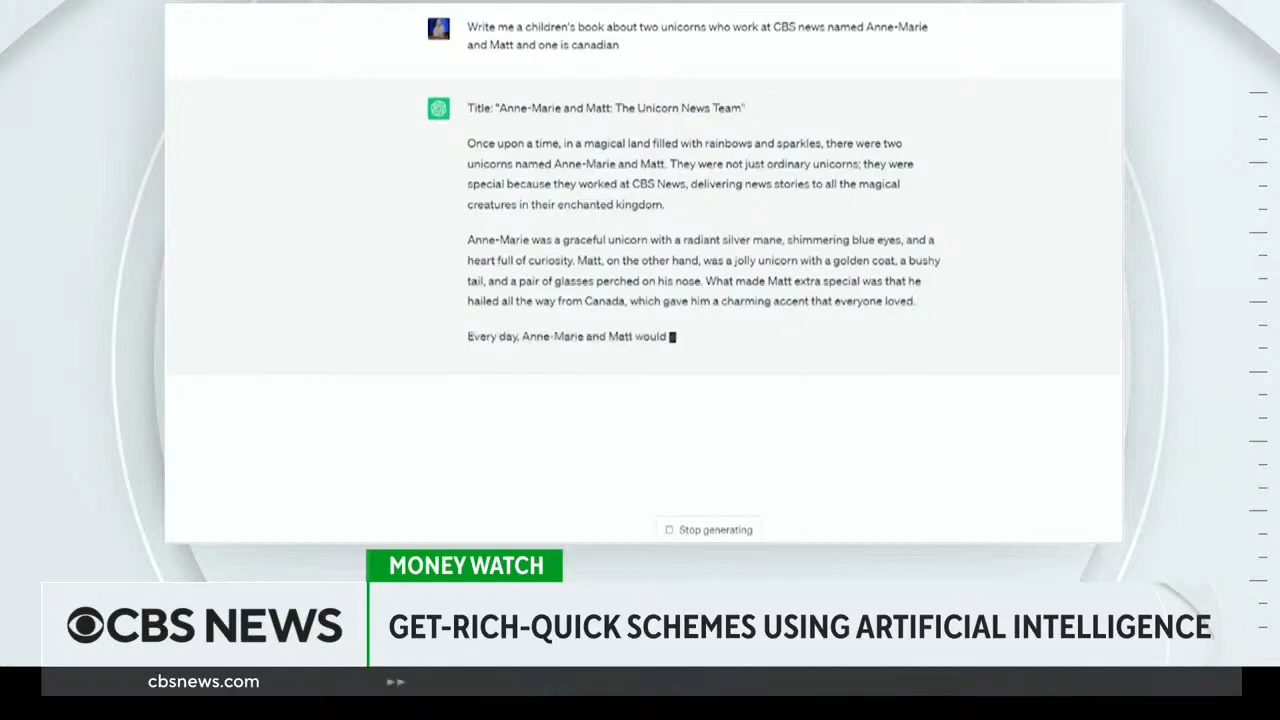 Write me a children's book about two unicorns who work at CBS news named Anne-Marie
and Matt and one is canadian
Title: "Anne-Marie and Matt: The Unicorn News Team"
Once upon a time, in a magical land filled with rainbows and sparkles, there were two
unicorns named Anne-Marie and Matt. They were not just ordinary unicorns; they were
special because they worked at CBS News, delivering news stories to all the magical
creatures in their enchanted kingdom.
Anne-Marie was a graceful unicorn with a radiant silver mane, shimmering blue eyes, and a
heart full of curiosity. Matt, on the other hand, was a jolly unicorn with a golden coat, a bushy
tail, and a pair of glasses perched on his nose. What made Matt extra special was that he
hailed all the way from Canada, which gave him a charming accent that everyone loved.
Every day, Anne-Marie and Matt would
Stop generating
MONEY WATCH
CBS NEWS
GET-RICH-QUICK SCHEMES USING ARTIFICIAL INTELLIGENCE
cbsnews.com